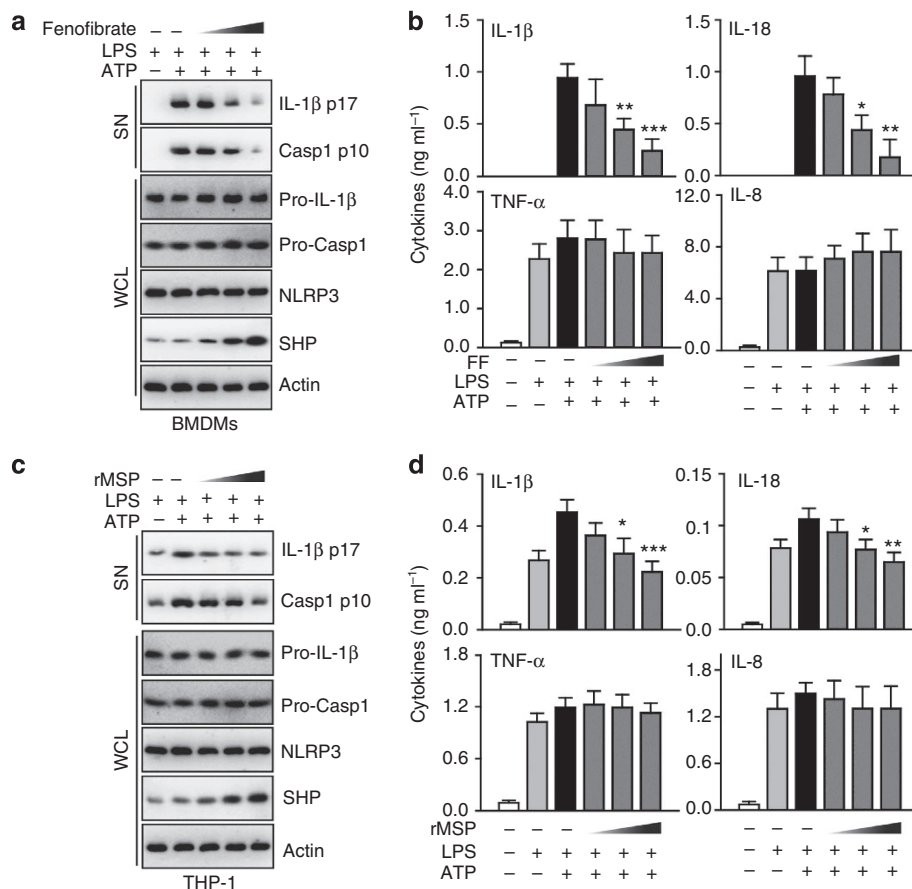 a
Fenofibrate
– –
LPS + + + + +
ATP – + + + +
SN
IL-1β p17
Casp1 p10
WCL
Pro-IL-1β
Pro-Casp1
NLRP3
SHP
Actin
BMDMs
b
Cytokines (ng ml⁻¹)
IL-1β
1.5
1.0
0.5
0.0
**
***
IL-18
1.5
1.0
0.5
0.0
*
**
TNF-α
4.0
3.0
2.0
1.0
0.0
IL-8
12.0
8.0
4.0
0.0
FF – – –
LPS – + + + + +
ATP – – + + + +
– – –
– + + + + +
– – + + + +
c
rMSP – –
LPS + + + + +
ATP – + + + +
SN
IL-1β p17
Casp1 p10
WCL
Pro-IL-1β
Pro-Casp1
NLRP3
SHP
Actin
THP-1
d
Cytokines (ng ml⁻¹)
IL-1β
0.6
0.4
0.2
0.0
*
***
IL-18
0.15
0.10
0.05
0.0
*
**
TNF-α
1.8
1.2
0.6
0.0
IL-8
1.8
1.2
0.6
0.0
rMSP – – –
LPS – + + + + +
ATP – – + + + +
– – –
– + + + + +
– – + + + +